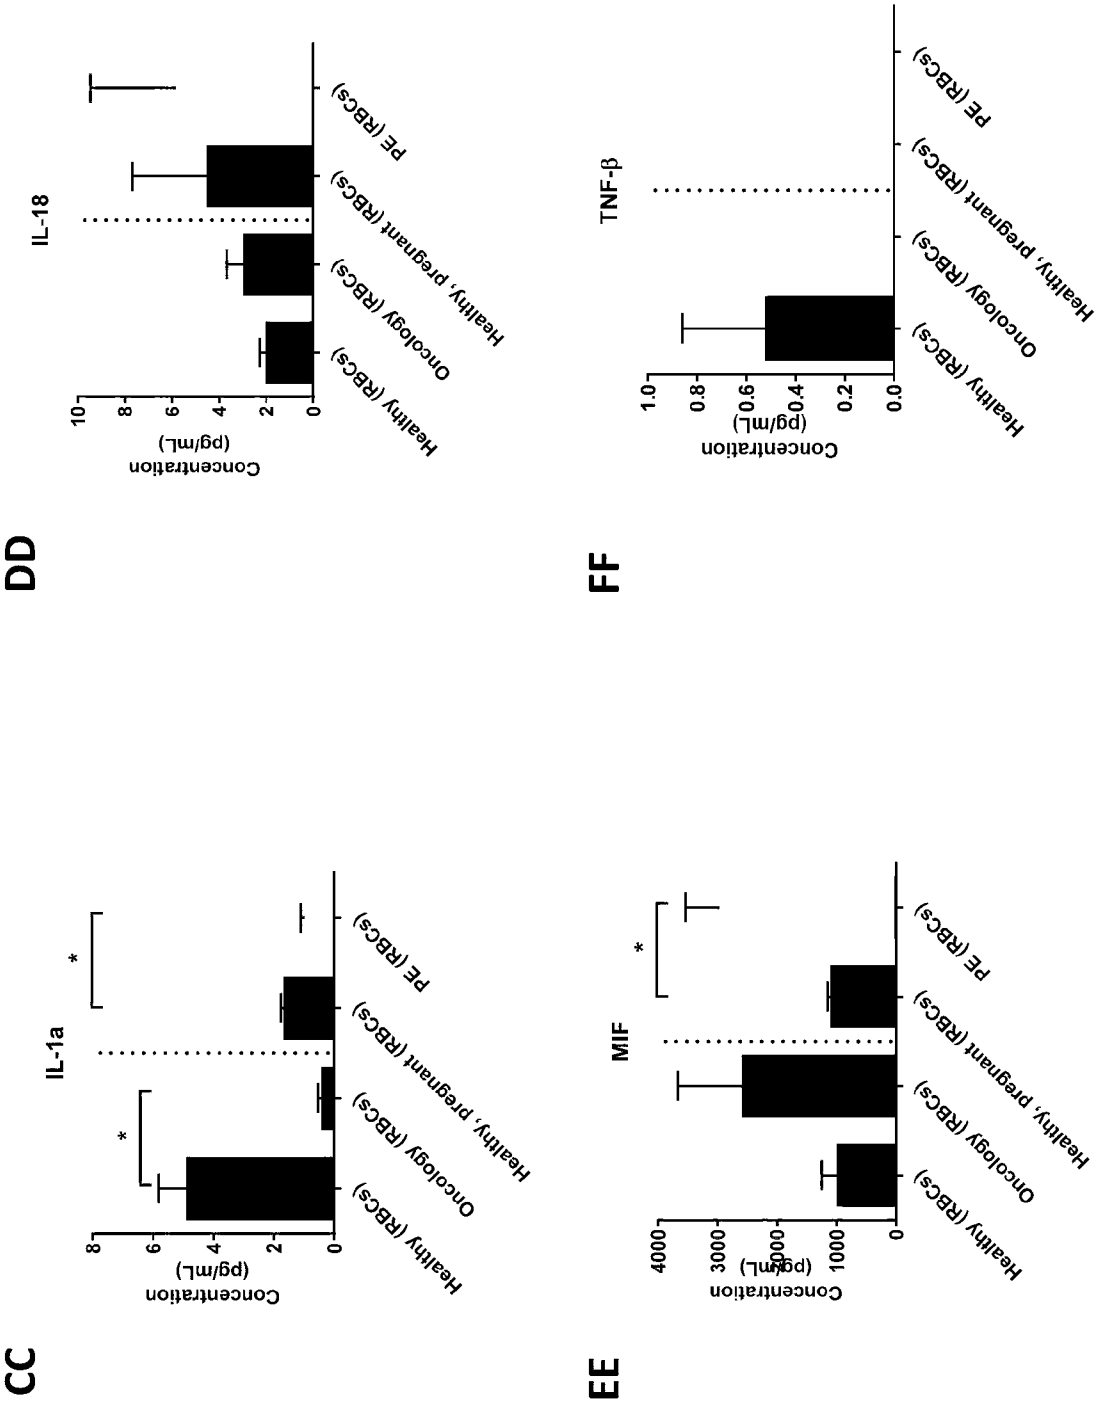 CC
IL-1a
Concentration
(pg/mL)
8
6
4
2
0
*
*
Healthy (RBCs)
Oncology (RBCs)
Healthy, pregnant (RBCs)
PE (RBCs)
DD
IL-18
Concentration
(pg/mL)
10
8
6
4
2
0
Healthy (RBCs)
Oncology (RBCs)
Healthy, pregnant (RBCs)
PE (RBCs)
EE
MIF
Concentration
(pg/mL)
4000
3000
2000
1000
0
*
Healthy (RBCs)
Oncology (RBCs)
Healthy, pregnant (RBCs)
PE (RBCs)
FF
TNF-β
Concentration
(pg/mL)
1.0
0.8
0.6
0.4
0.2
0.0
Healthy (RBCs)
Oncology (RBCs)
Healthy, pregnant (RBCs)
PE (RBCs)